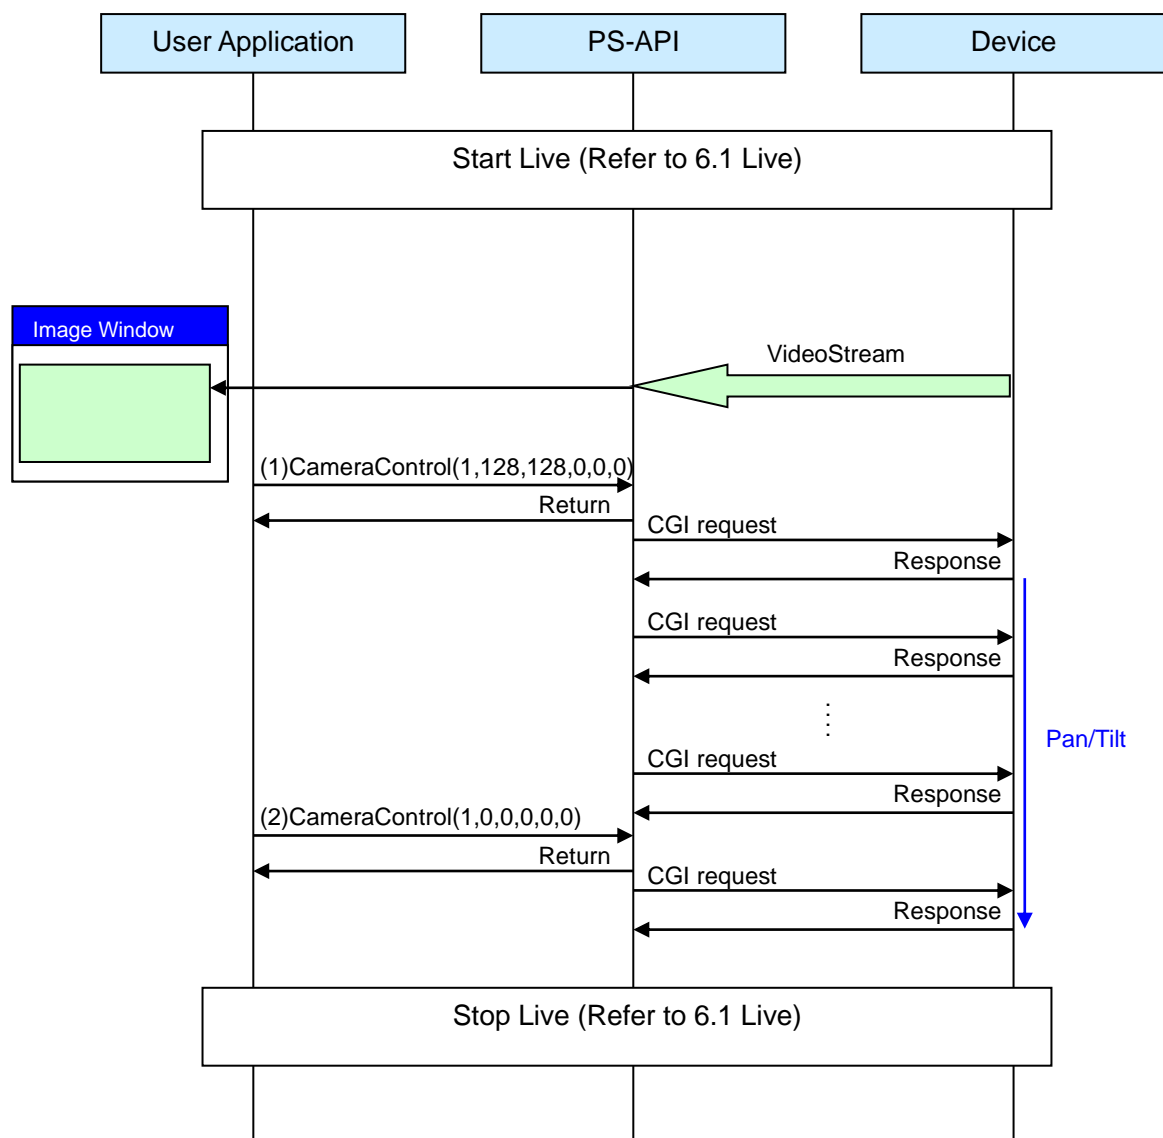 User Application
PS-API
Device
Start Live (Refer to 6.1 Live)
Image Window
VideoStream
(1)CameraControl(1,128,128,0,0,0)
Return
CGI request
Response
CGI request
Response
Pan/Tilt
CGI request
Response
(2)CameraControl(1,0,0,0,0,0)
Return
CGI request
Response
Stop Live (Refer to 6.1 Live)